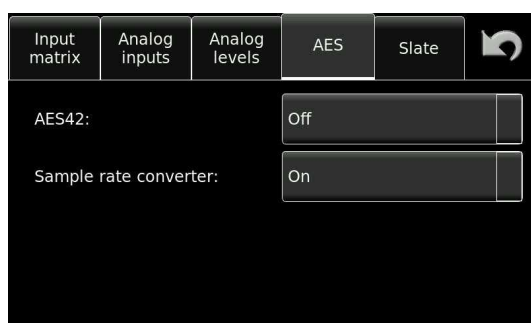 Input
matrix
Analog
inputs
Analog
levels
AES
Slate
AES42:
Off
Sample rate converter:
On